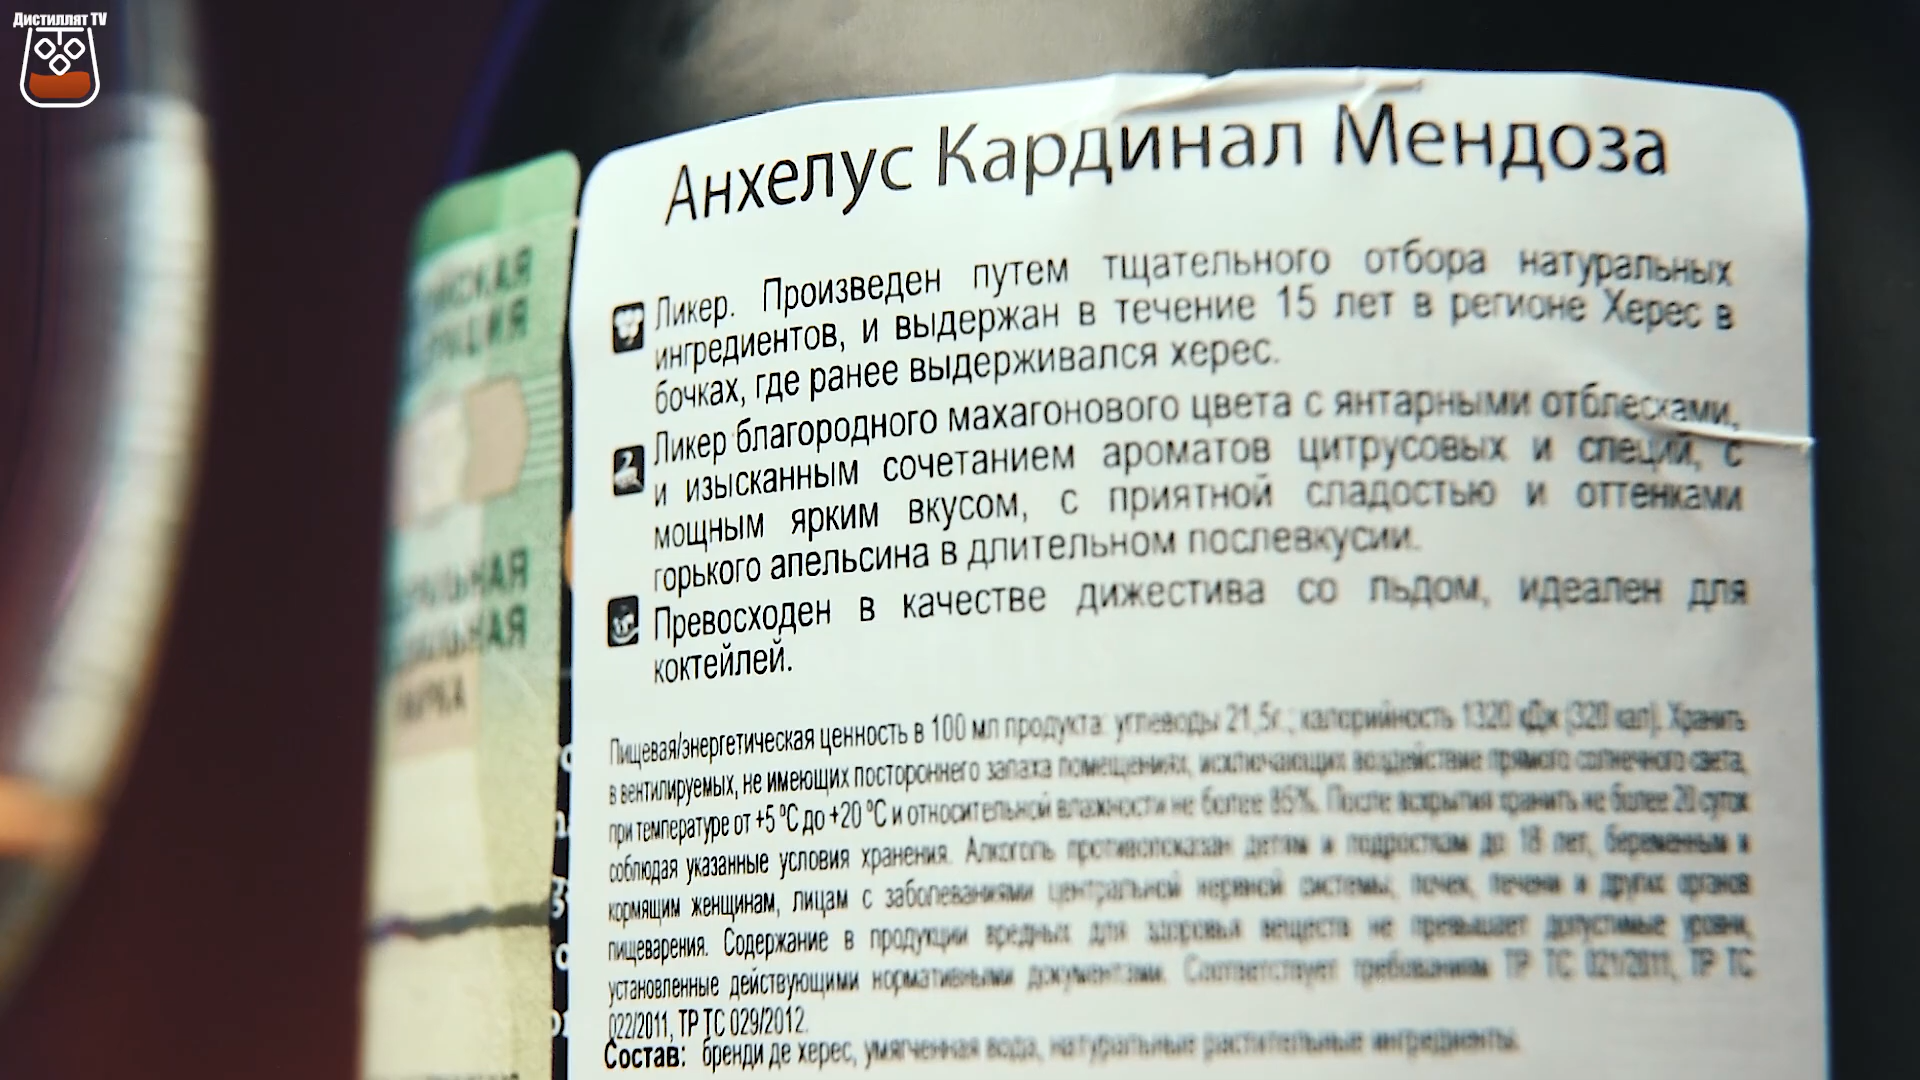 Дистиллят TV
Анхелус Кардинал Мендоза
Ликер. Произведен путем тщательного отбора натуральных
ингредиентов, и выдержан в течение 15 лет в регионе Херес в
бочках, где ранее выдерживался херес.
Ликер благородного махагонового цвета с янтарными отблесками,
и изысканным сочетанием ароматов цитрусовых и специй, с
мощным ярким вкусом, с приятной сладостью и оттенками
горького апельсина в длительном послевкусии.
Превосходен в качестве дижестива со льдом, идеален для
коктейлей.
Пищевая/энергетическая ценность в 100 мл продукта: углеводы 21,5г.; калорийность 1320 кДж (320 кал). Хранить
в вентилируемых, не имеющих постороннего запаха помещениях, исключающих воздействие прямого солнечного света,
при температуре от +5 °С до +20 °С и относительной влажности не более 85%. После вскрытия хранить не более 20 суток
соблюдая указанные условия хранения. Алкоголь противопоказан детям и подросткам до 18 лет, беременным и
кормящим женщинам, лицам с заболеваниями центральной нервной системы, почек, печени и других органов
пищеварения. Содержание в продукции вредных для здоровья веществ не превышает допустимые уровни,
установленные действующими нормативными документами. Соответствует требованиям ТР ТС 021/2011, ТР ТС
022/2011, ТР ТС 029/2012.
Состав: бренди де херес, умягченная вода, натуральные растительные ингредиенты.